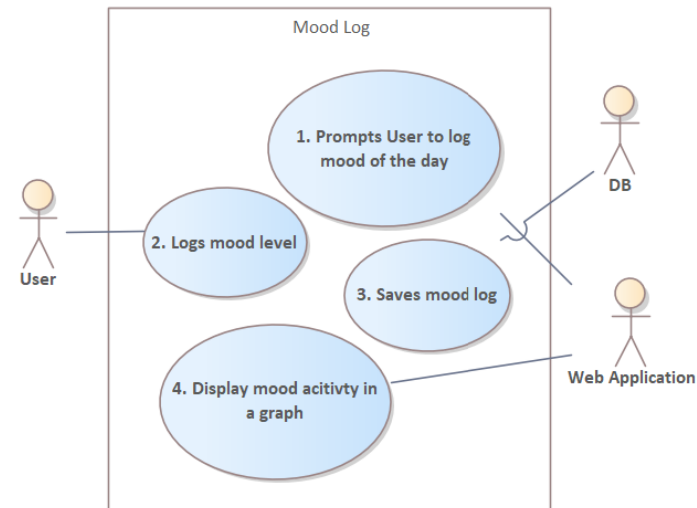 Mood Log
1. Prompts User to log
mood of the day
DB
2. Logs mood level
User
3. Saves mood log
Web Application
4. Display mood acitivty in
a graph